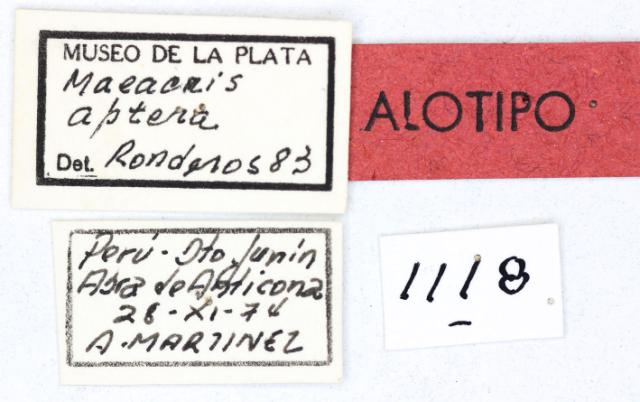 MUSEO DE LA PLATA
Maeacris
aptera
Det. Ronderos 83
ALOTIPO
Perú - Dto. Junín
Abra de Anticona
28-XI-74
A. MARTINEZ
1118